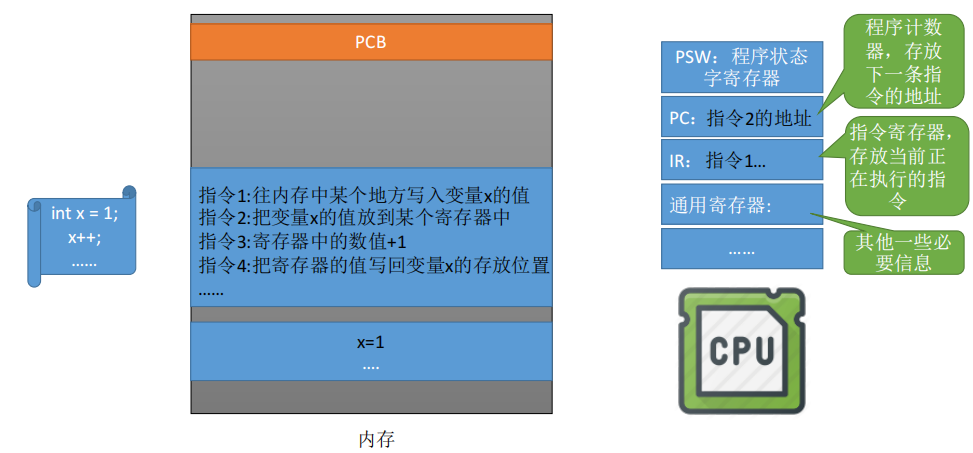 int x = 1;
x++;
......
PCB
指令1:往内存中某个地方写入变量x的值
指令2:把变量x的值放到某个寄存器中
指令3:寄存器中的数值+1
指令4:把寄存器的值写回变量x的存放位置
......
x=1
....
内存
PSW：程序状态
字寄存器
PC：指令2的地址
IR：指令1...
通用寄存器:
......
程序计数
器，存放
下一条指
令的地址
指令寄存器，
存放当前正
在执行的指
令
其他一些必
要信息
CPU